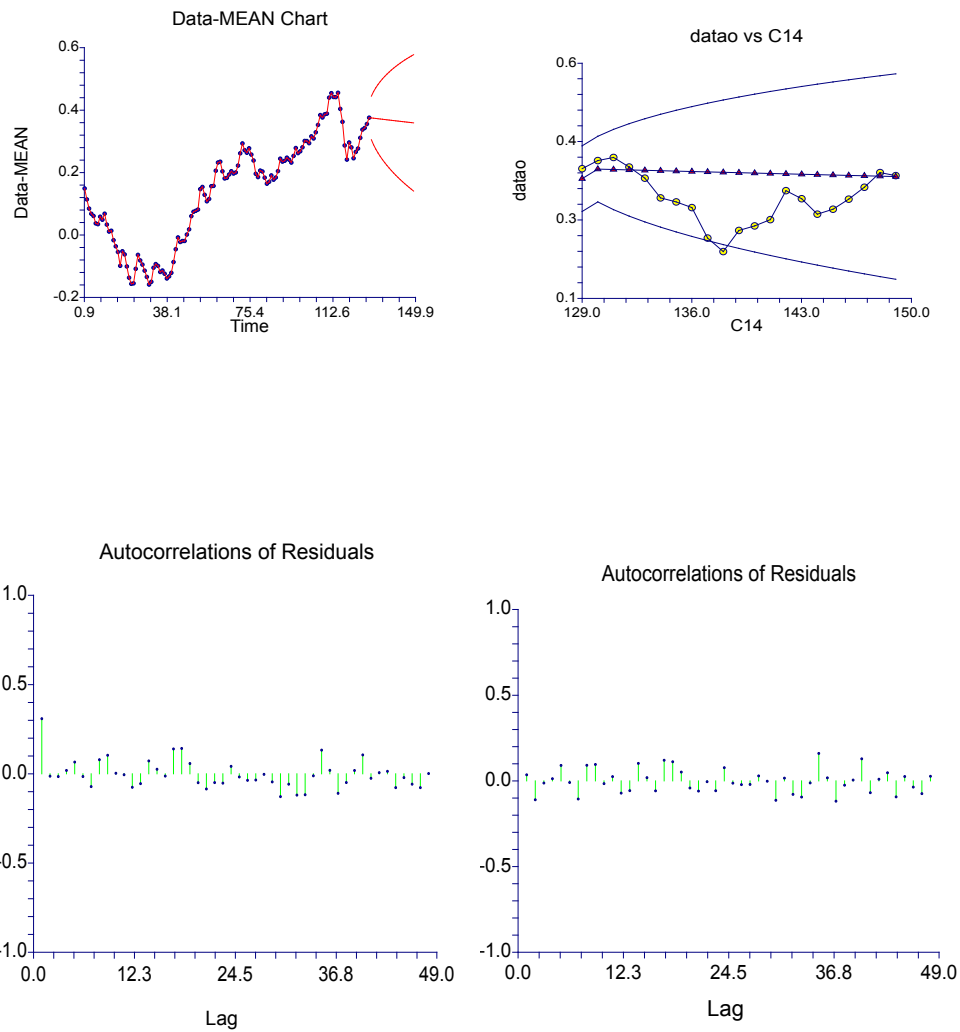 Data-MEAN Chart
0.6
0.4
0.2
0.0
-0.2
Data-MEAN
0.9 38.1 75.4 112.6 149.9
Time
datao vs C14
0.6
0.4
0.3
0.1
datao
129.0 136.0 143.0 150.0
C14
Autocorrelations of Residuals
1.0
0.5
0.0
-0.5
-1.0
0.0 12.3 24.5 36.8 49.0
Lag
Autocorrelations of Residuals
1.0
0.5
0.0
-0.5
-1.0
0.0 12.3 24.5 36.8 49.0
Lag